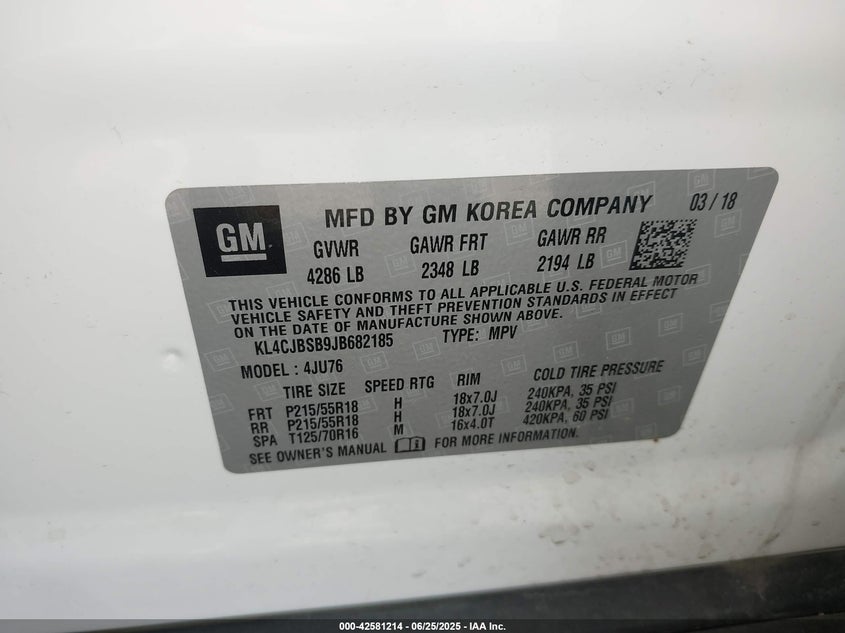 GM
MFD BY GM KOREA COMPANY 03 / 18
GVWR GAWR FRT GAWR RR
4286 LB 2348 LB 2194 LB
THIS VEHICLE CONFORMS TO ALL APPLICABLE U.S. FEDERAL MOTOR
VEHICLE SAFETY AND THEFT PREVENTION STANDARDS IN EFFECT
ON THE DATE OF MANUFACTURE SHOWN ABOVE.
KL4CJBSB9JB682185 TYPE: MPV
MODEL : 4JU76
TIRE SIZE SPEED RTG RIM COLD TIRE PRESSURE
FRT P215/55R18 H 18x7.0J 240KPA, 35 PSI
RR P215/55R18 H 18x7.0J 240KPA, 35 PSI
SPA T125/70R16 M 16x4.0T 420KPA, 60 PSI
SEE OWNER'S MANUAL FOR MORE INFORMATION.
000-42581214 - 06/25/2025 - IAA Inc.